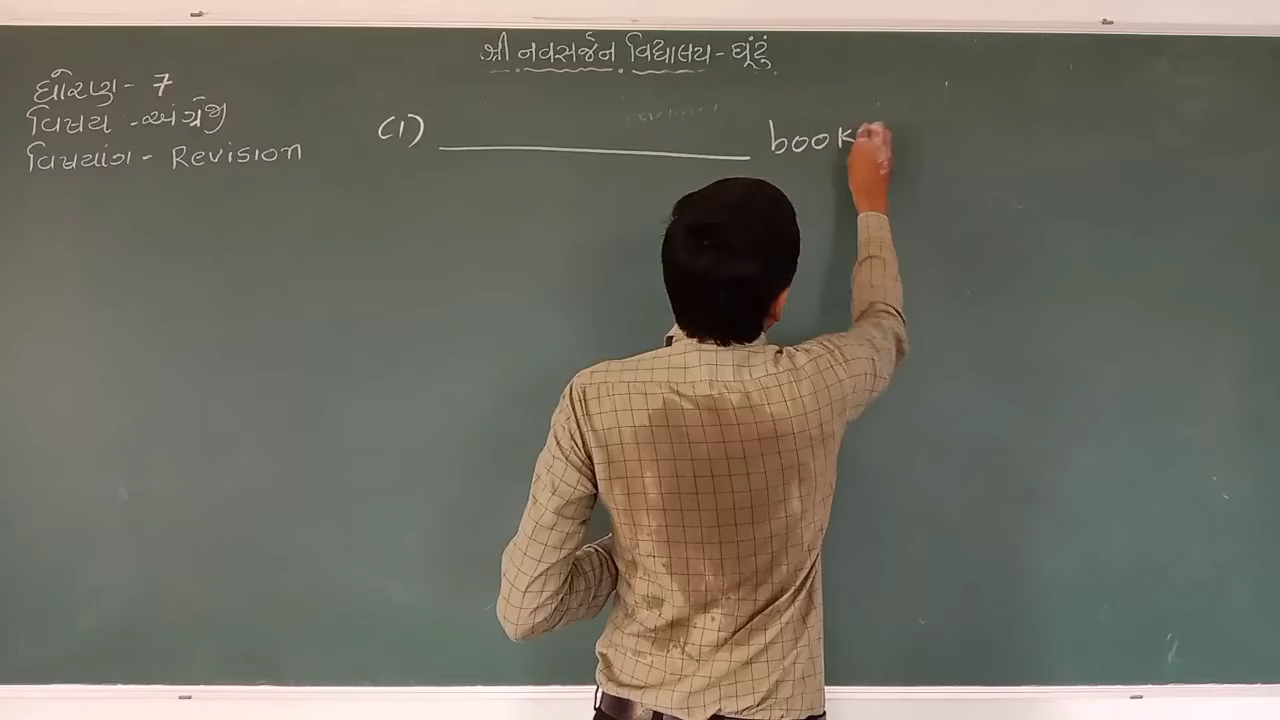 શ્રી નવસર્જન વિદ્યાલય - ઘૂંટું
ધોરણ - 7
વિષય - અંગ્રેજી
વિષયાંગ - Revision
(1) ____________ book